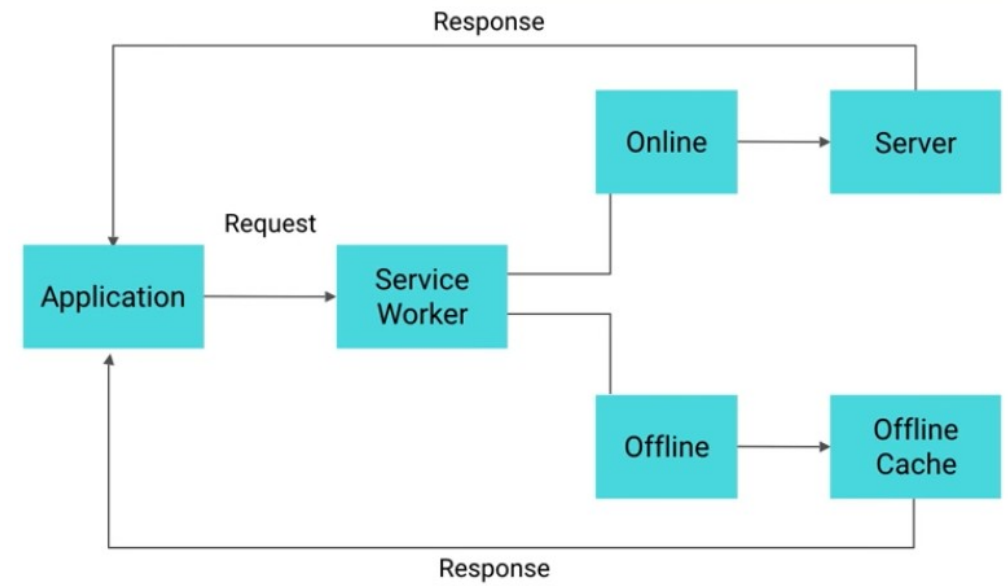 Response
Online
Server
Request
Application
Service
Worker
Offline
Offline
Cache
Response